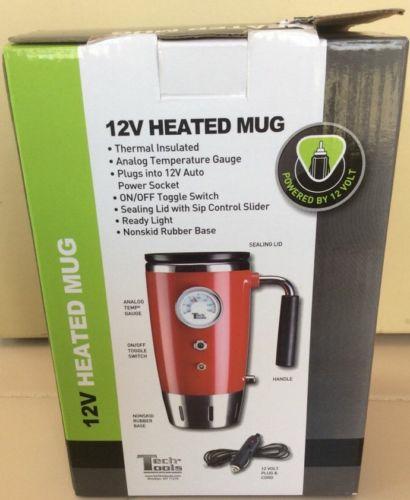 12V HEATED MUG
• Thermal Insulated
• Analog Temperature Gauge
• Plugs into 12V Auto
Power Socket
• ON/OFF Toggle Switch
• Sealing Lid with Sip Control Slider
• Ready Light
• Nonskid Rubber Base
POWERED BY 12 VOLT
12V HEATED MUG
SEALING LID
ANALOG
TEMP°
GAUGE
ON/OFF
TOGGLE
SWITCH
HANDLE
NONSKID
RUBBER
BASE
12 VOLT
PLUG &
CORD
Tech
Tools